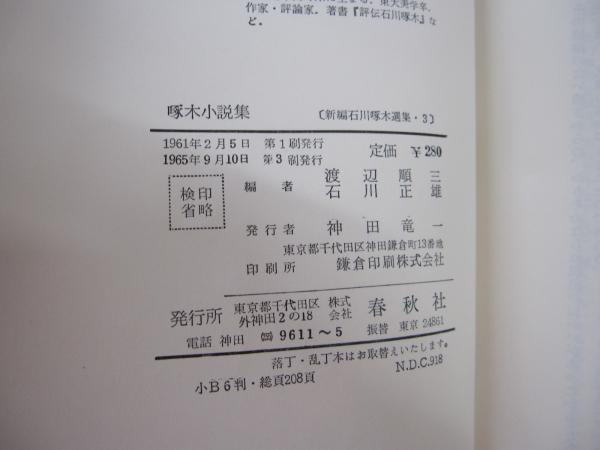 作家・評論家。著書『評伝石川啄木』な
ど。
啄木小説集 〔新編石川啄木選集・3〕
1961年2月5日 第1刷発行
1965年9月10日 第3刷発行
定価 ¥280
検印
省略
編者 渡辺順三
石川正雄
発行者 神田竜一
東京都千代田区神田鎌倉町13番地
印刷所 鎌倉印刷株式会社
発行所 東京都千代田区外神田2の18 株式会社 春秋社
電話 神田 ㈹ 9611〜5 振替 東京 24861
落丁・乱丁本はお取替えいたします。
N.D.C.918
小B6判・総頁208頁